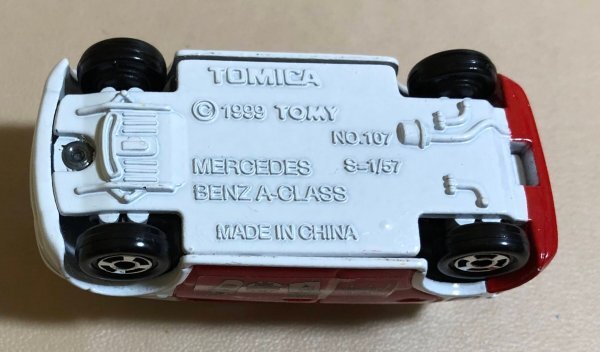 TOMICA
© 1999 TOMY
NO.107
MERCEDES S=1/57
BENZ A-CLASS
MADE IN CHINA